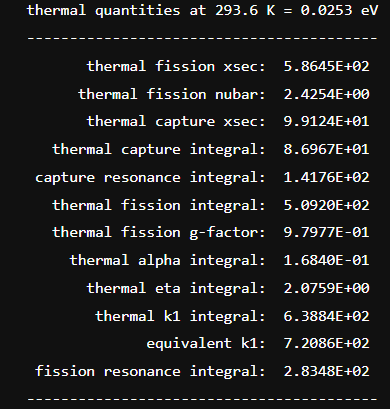 thermal quantities at 293.6 K = 0.0253 eV
-----------------------------------------
thermal fission xsec: 5.8645E+02
thermal fission nubar: 2.4254E+00
thermal capture xsec: 9.9124E+01
thermal capture integral: 8.6967E+01
capture resonance integral: 1.4176E+02
thermal fission integral: 5.0920E+02
thermal fission g-factor: 9.7977E-01
thermal alpha integral: 1.6840E-01
thermal eta integral: 2.0759E+00
thermal k1 integral: 6.3884E+02
equivalent k1: 7.2086E+02
fission resonance integral: 2.8348E+02
-----------------------------------------